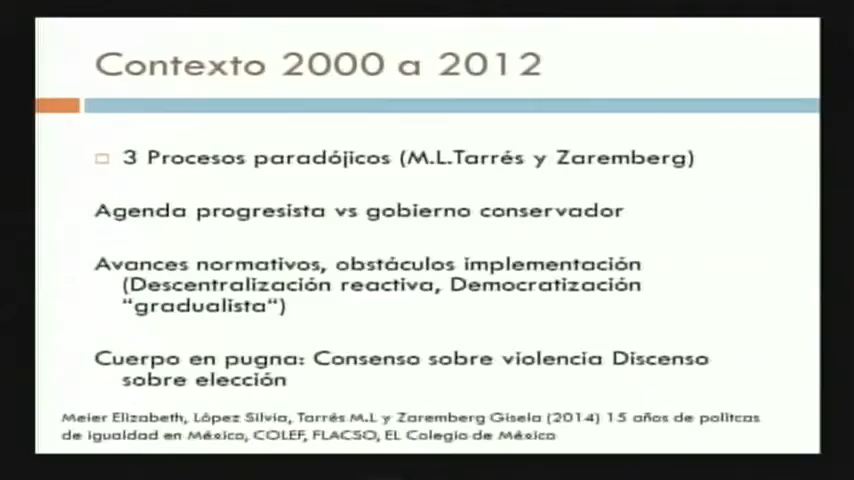 Contexto 2000 a 2012
3 Procesos paradójicos (M.L.Tarrés y Zaremberg)
Agenda progresista vs gobierno conservador
Avances normativos, obstáculos implementación
(Descentralización reactiva, Democratización
“gradualista“)
Cuerpo en pugna: Consenso sobre violencia Discenso
sobre elección
Meier Elizabeth, López Silvia, Tarrés M.L y Zaremberg Gisela (2014) 15 años de polítcas
de igualdad en México, COLEF, FLACSO, EL Colegio de México